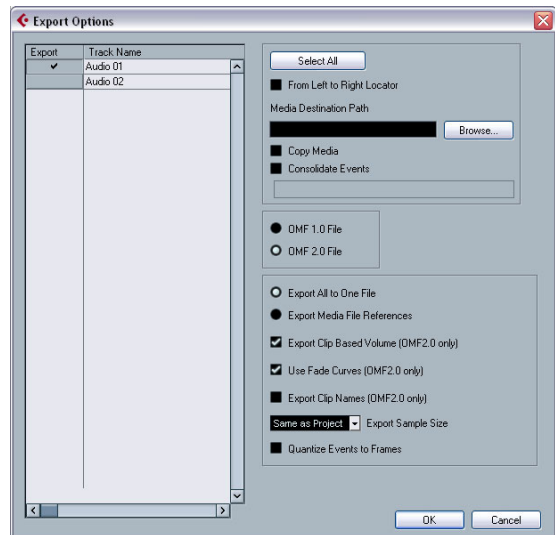 Export Options
Export Track Name
Audio 01
Audio 02
Select All
From Left to Right Locator
Media Destination Path
Browse...
Copy Media
Consolidate Events
OMF 1.0 File
OMF 2.0 File
Export All to One File
Export Media File References
Export Clip Based Volume (OMF2.0 only)
Use Fade Curves (OMF2.0 only)
Export Clip Names (OMF2.0 only)
Same as Project Export Sample Size
Quantize Events to Frames
OK Cancel